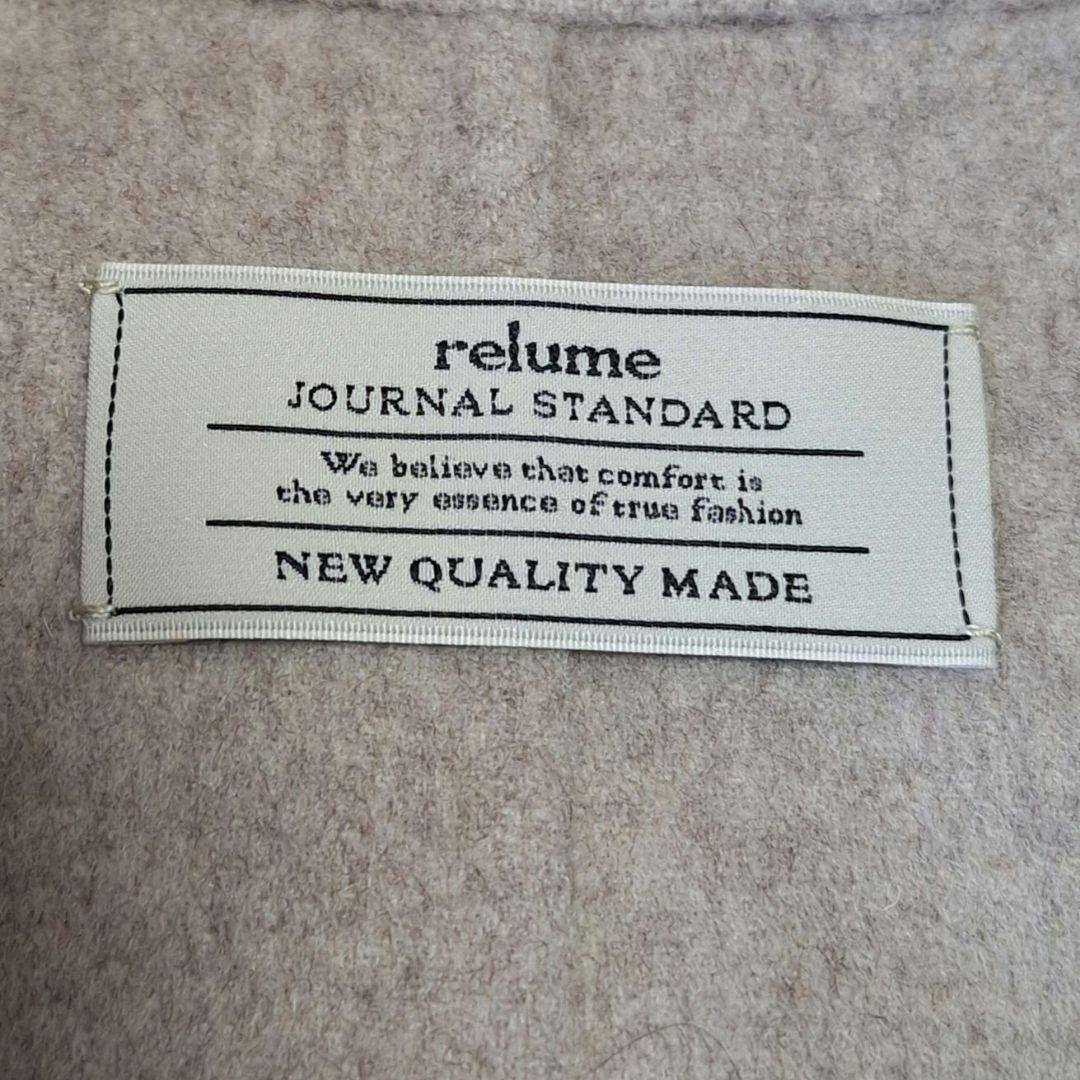 relume
JOURNAL STANDARD
We believe that comfort is
the very essence of true fashion
NEW QUALITY MADE